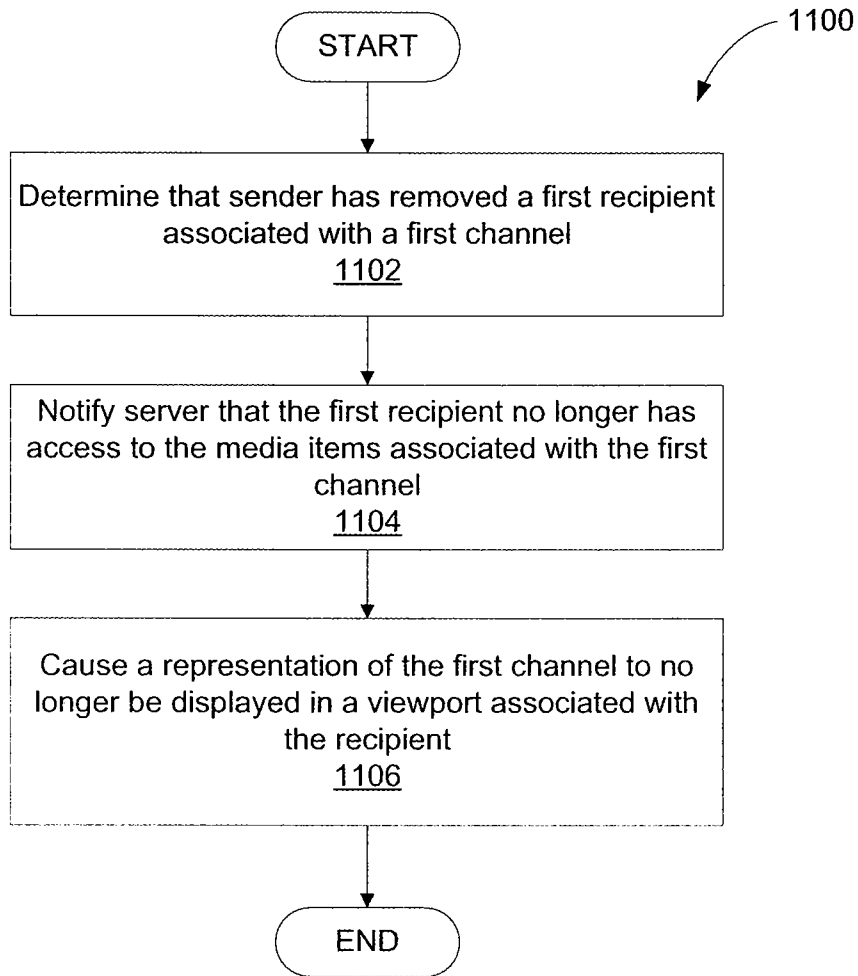 1100
START
Determine that sender has removed a first recipient
associated with a first channel
1102
Notify server that the first recipient no longer has
access to the media items associated with the first
channel
1104
Cause a representation of the first channel to no
longer be displayed in a viewport associated with
the recipient
1106
END